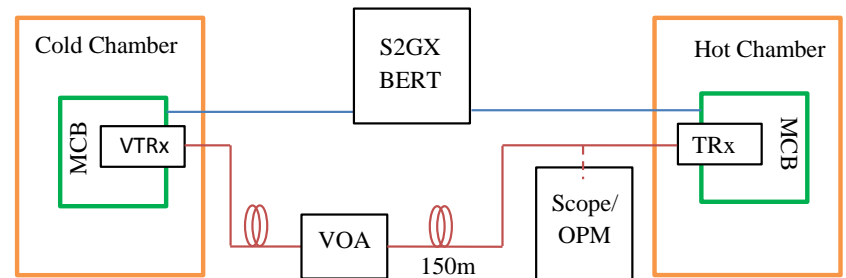 Cold Chamber
MCB
VTRx
S2GX
BERT
VOA
150m
Scope/
OPM
Hot Chamber
TRx
MCB